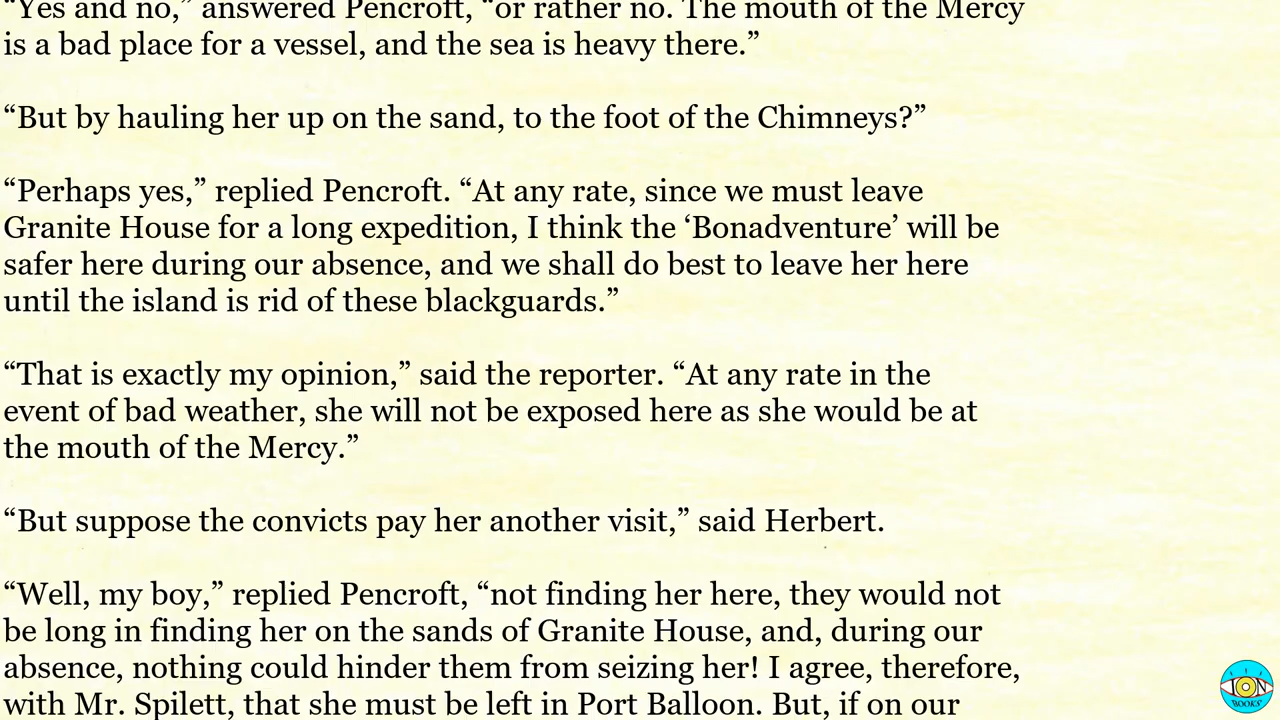 “Yes and no,” answered Pencroft, “or rather no. The mouth of the Mercy
is a bad place for a vessel, and the sea is heavy there.”
“But by hauling her up on the sand, to the foot of the Chimneys?”
“Perhaps yes,” replied Pencroft. “At any rate, since we must leave
Granite House for a long expedition, I think the ‘Bonadventure’ will be
safer here during our absence, and we shall do best to leave her here
until the island is rid of these blackguards.”
“That is exactly my opinion,” said the reporter. “At any rate in the
event of bad weather, she will not be exposed here as she would be at
the mouth of the Mercy.”
“But suppose the convicts pay her another visit,” said Herbert.
“Well, my boy,” replied Pencroft, “not finding her here, they would not
be long in finding her on the sands of Granite House, and, during our
absence, nothing could hinder them from seizing her! I agree, therefore,
with Mr. Spilett, that she must be left in Port Balloon. But, if on our
ION
BOOKS